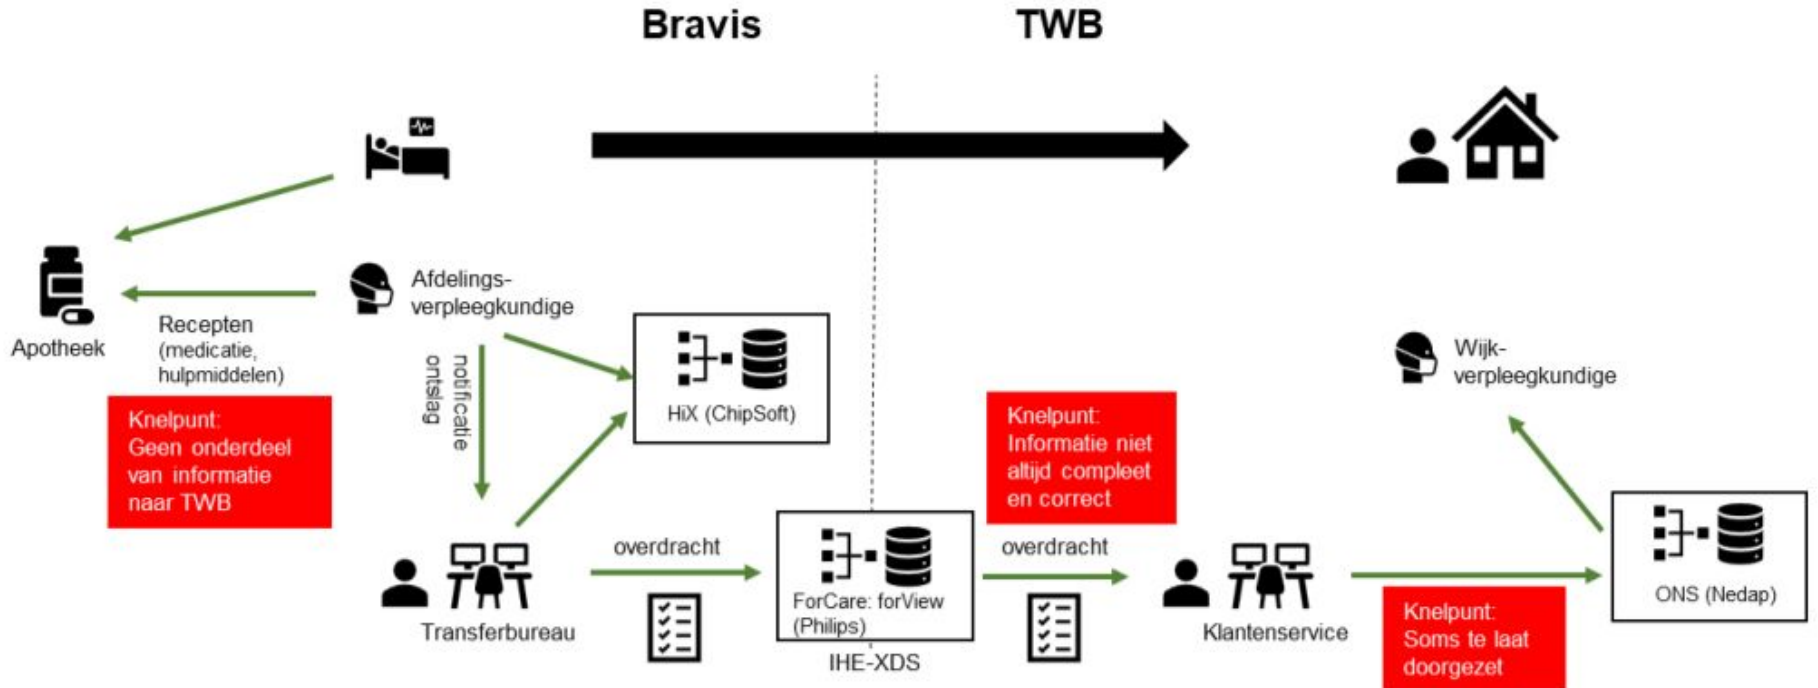 Bravis
TWB
Afdelings-
verpleegkundige
Apotheek
Recepten
(medicatie,
hulpmiddelen)
notificatie
ontslag
HiX (ChipSoft)
Wijk-
verpleegkundige
Knelpunt:
Geen onderdeel
van informatie
naar TWB
Knelpunt:
Informatie niet
altijd compleet
en correct
overdracht
overdracht
Transferbureau
ForCare: forView
(Philips)
IHE-XDS
Klantenservice
Knelpunt:
Soms te laat
doorgezet
ONS (Nedap)